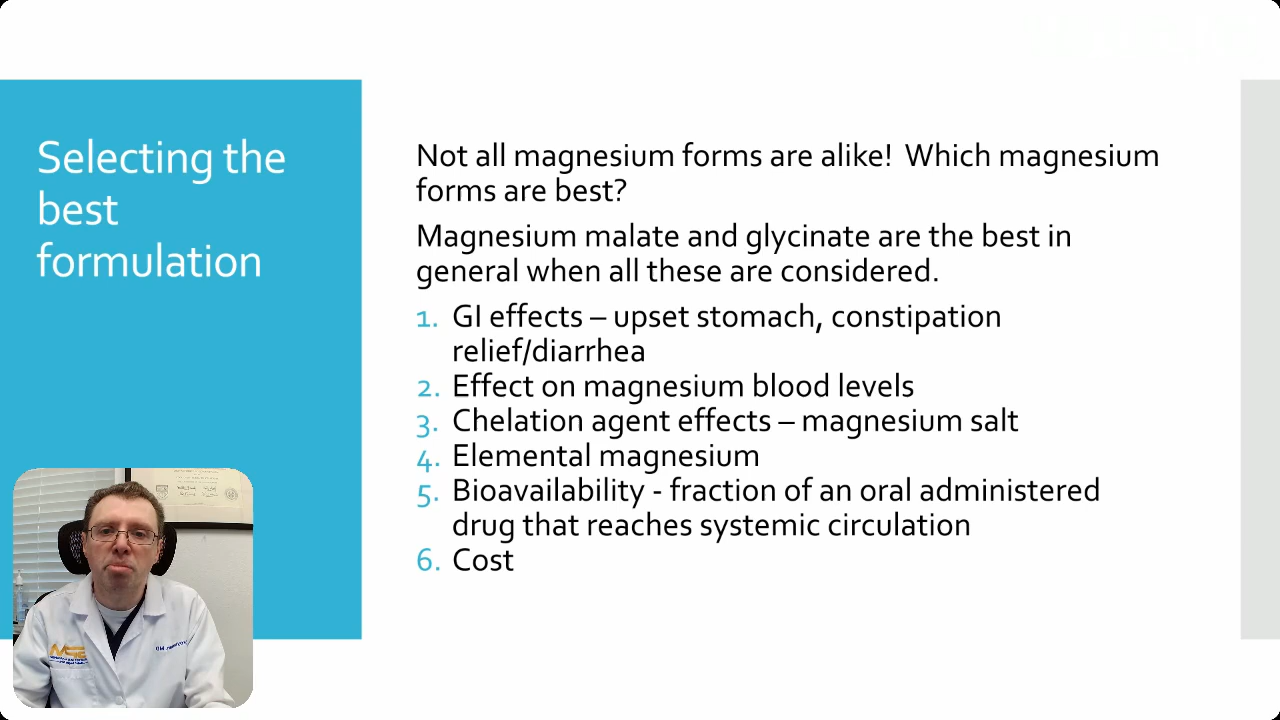 Selecting the
best
formulation
Not all magnesium forms are alike!  Which magnesium
forms are best?
Magnesium malate and glycinate are the best in
general when all these are considered.
1. GI effects – upset stomach, constipation
relief/diarrhea
2. Effect on magnesium blood levels
3. Chelation agent effects – magnesium salt
4. Elemental magnesium
5. Bioavailability - fraction of an oral administered
drug that reaches systemic circulation
6. Cost